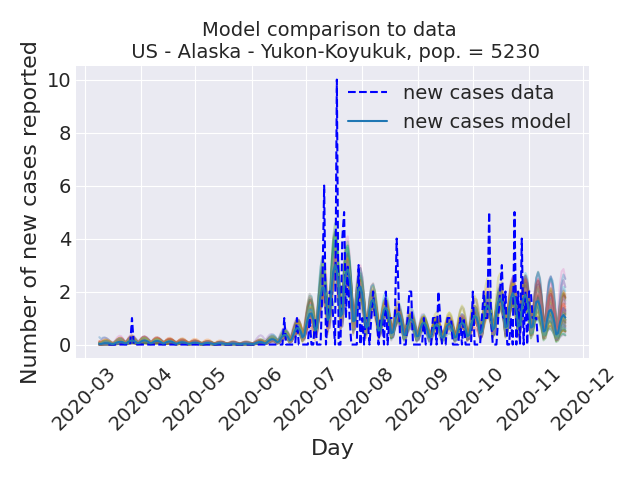 Model comparison to data
US - Alaska - Yukon-Koyukuk, pop. = 5230
Number of new cases reported
10
8
6
4
2
0
new cases data
new cases model
2020-03
2020-04
2020-05
2020-06
2020-07
2020-08
2020-09
2020-10
2020-11
2020-12
Day